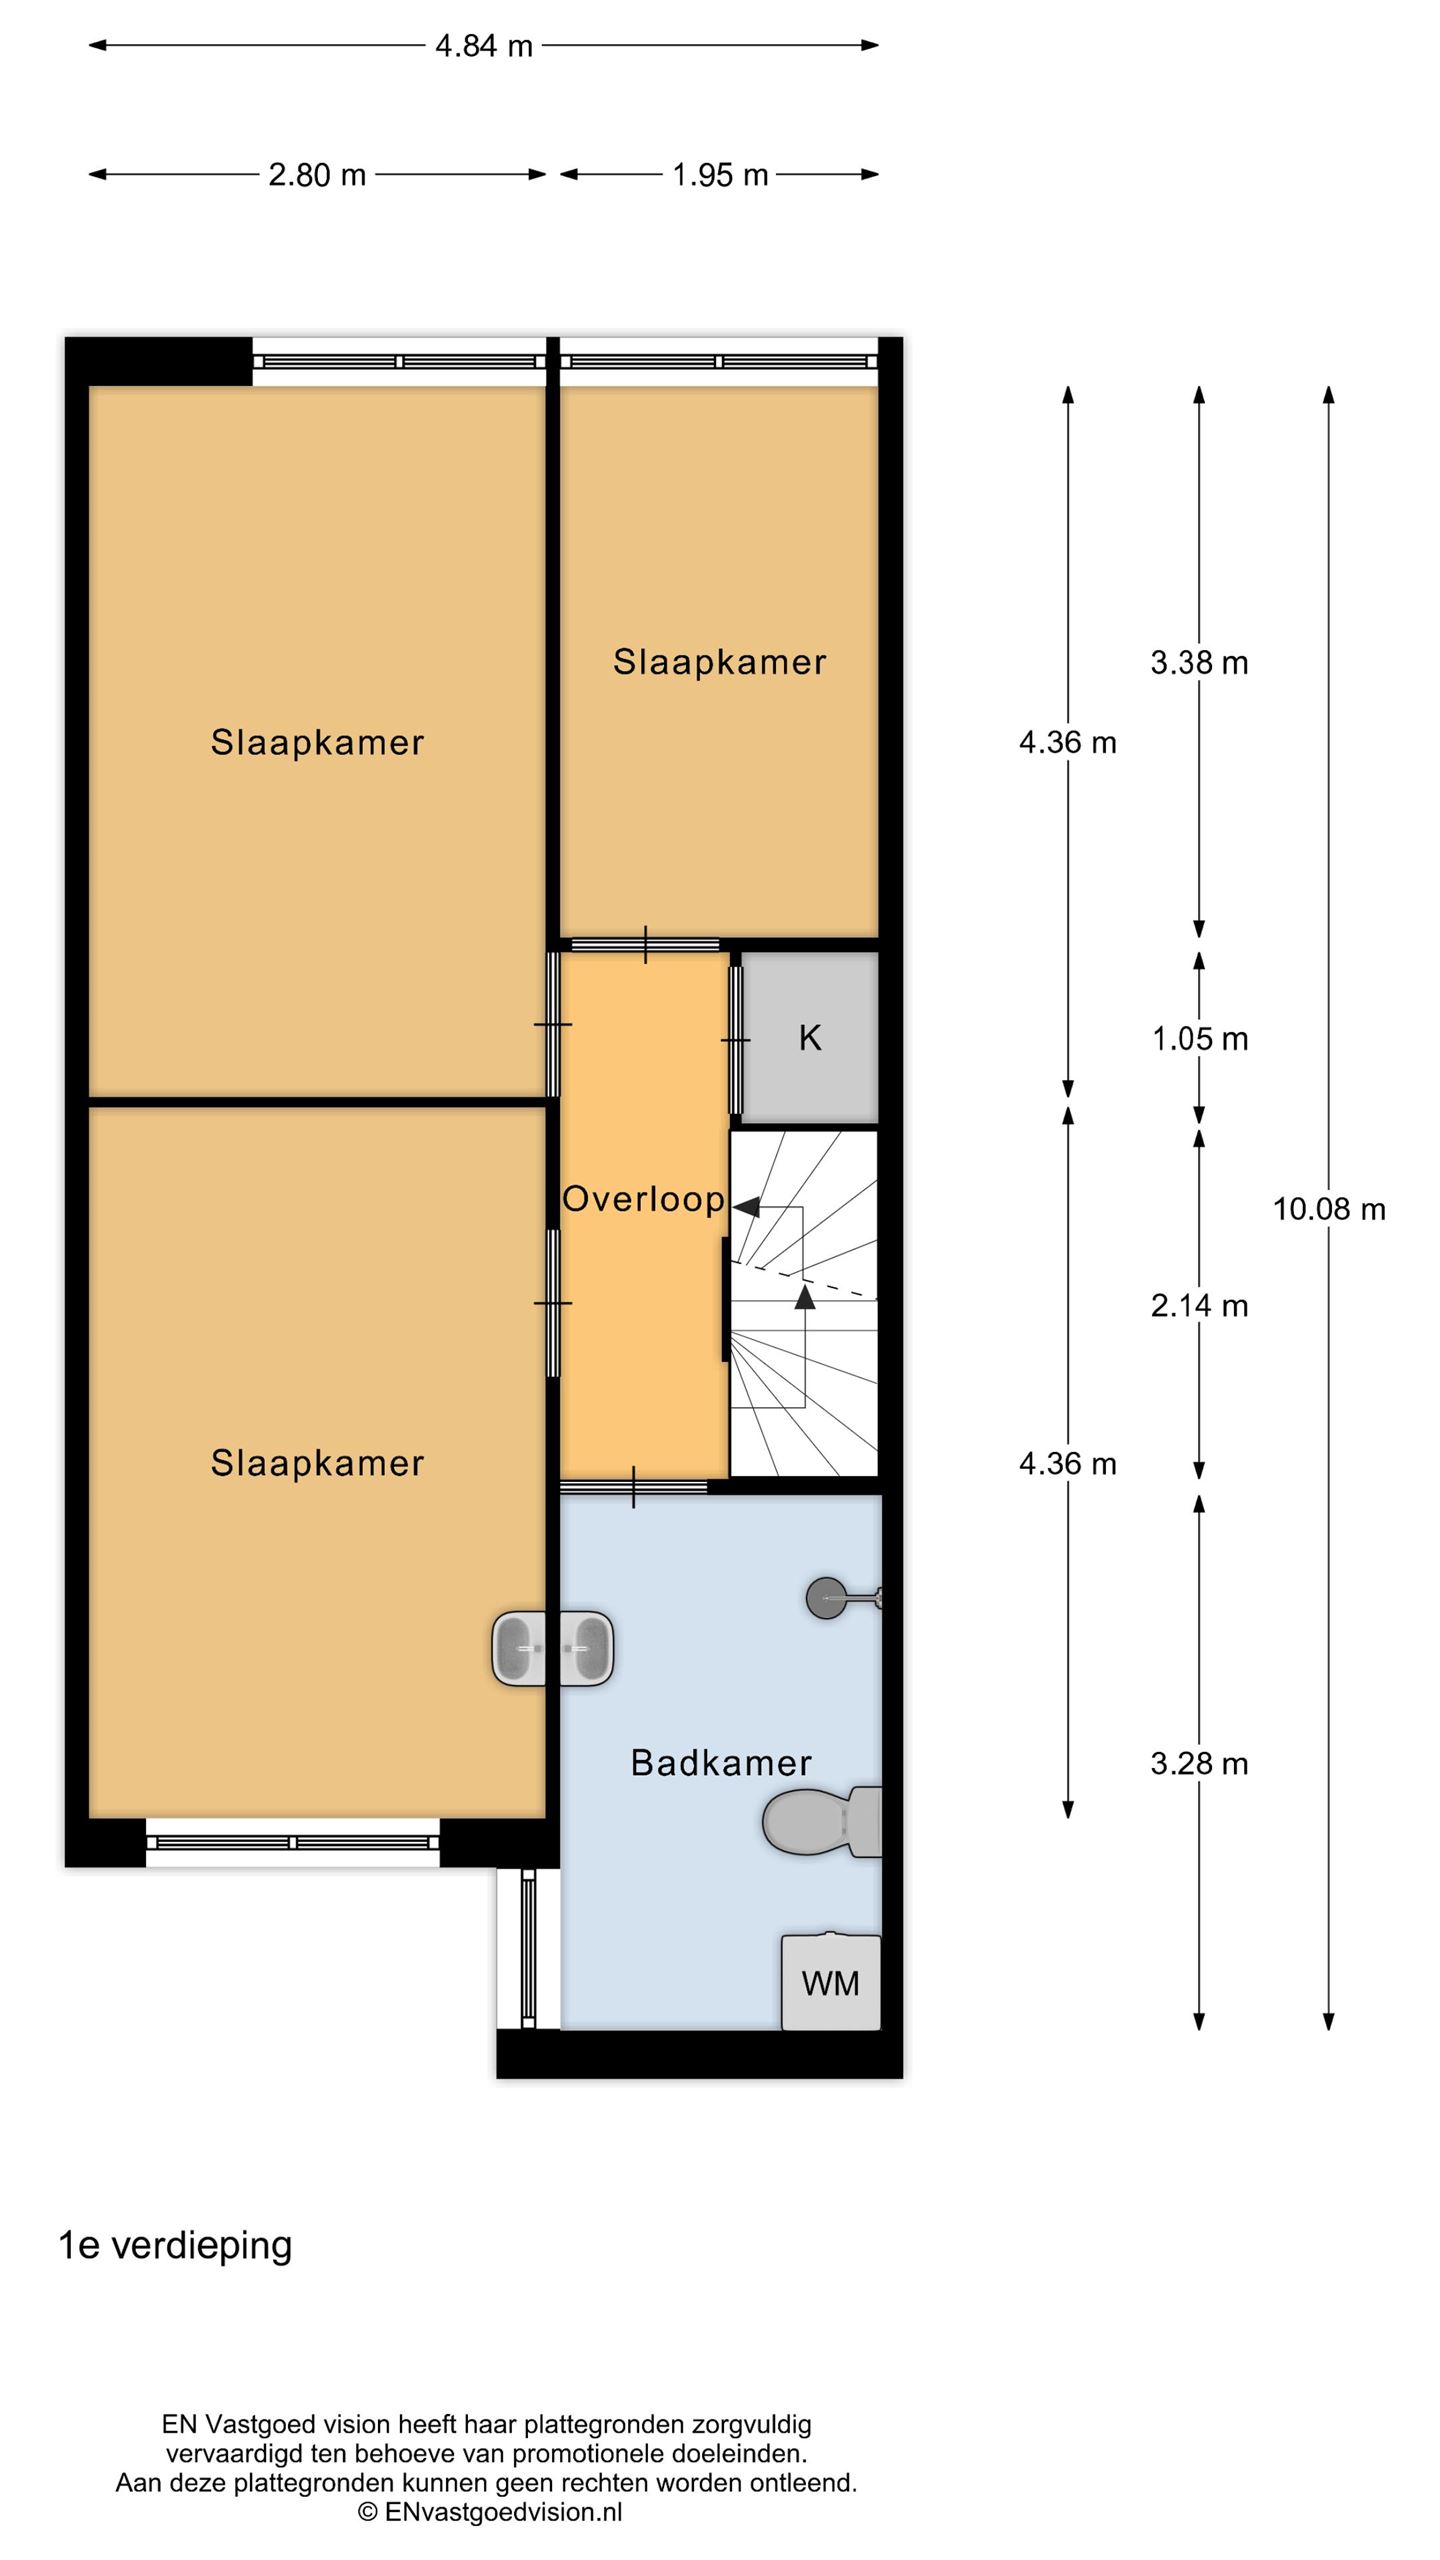 4.84 m
2.80 m
1.95 m
Slaapkamer
3.38 m
Slaapkamer
4.36 m
K
1.05 m
Overloop
10.08 m
2.14 m
Slaapkamer
4.36 m
Badkamer
3.28 m
WM
1e verdieping
EN Vastgoed vision heeft haar plattegronden zorgvuldig
vervaardigd ten behoeve van promotionele doeleinden.
Aan deze plattegronden kunnen geen rechten worden ontleend.
© ENvastgoedvision.nl